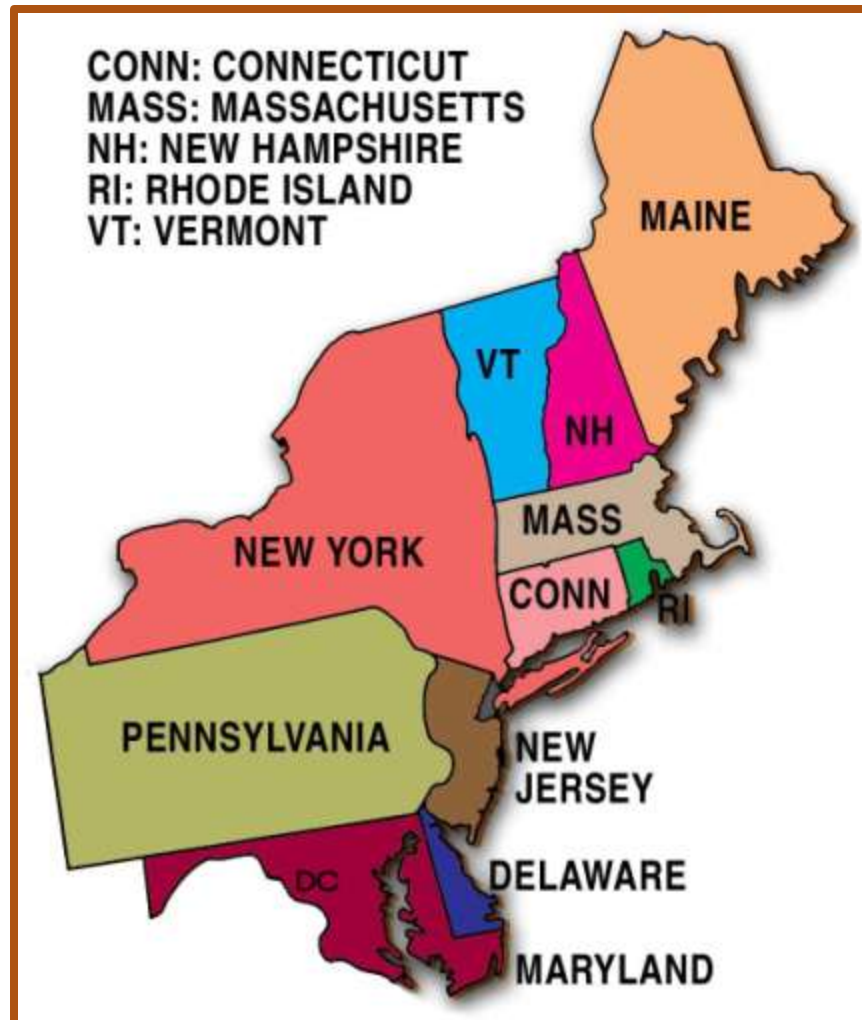 CONN: CONNECTICUT
MASS: MASSACHUSETTS
NH: NEW HAMPSHIRE
RI: RHODE ISLAND
VT: VERMONT
MAINE
VT
NH
MASS
NEW YORK
CONN
RI
PENNSYLVANIA
NEW
JERSEY
DC
DELAWARE
MARYLAND